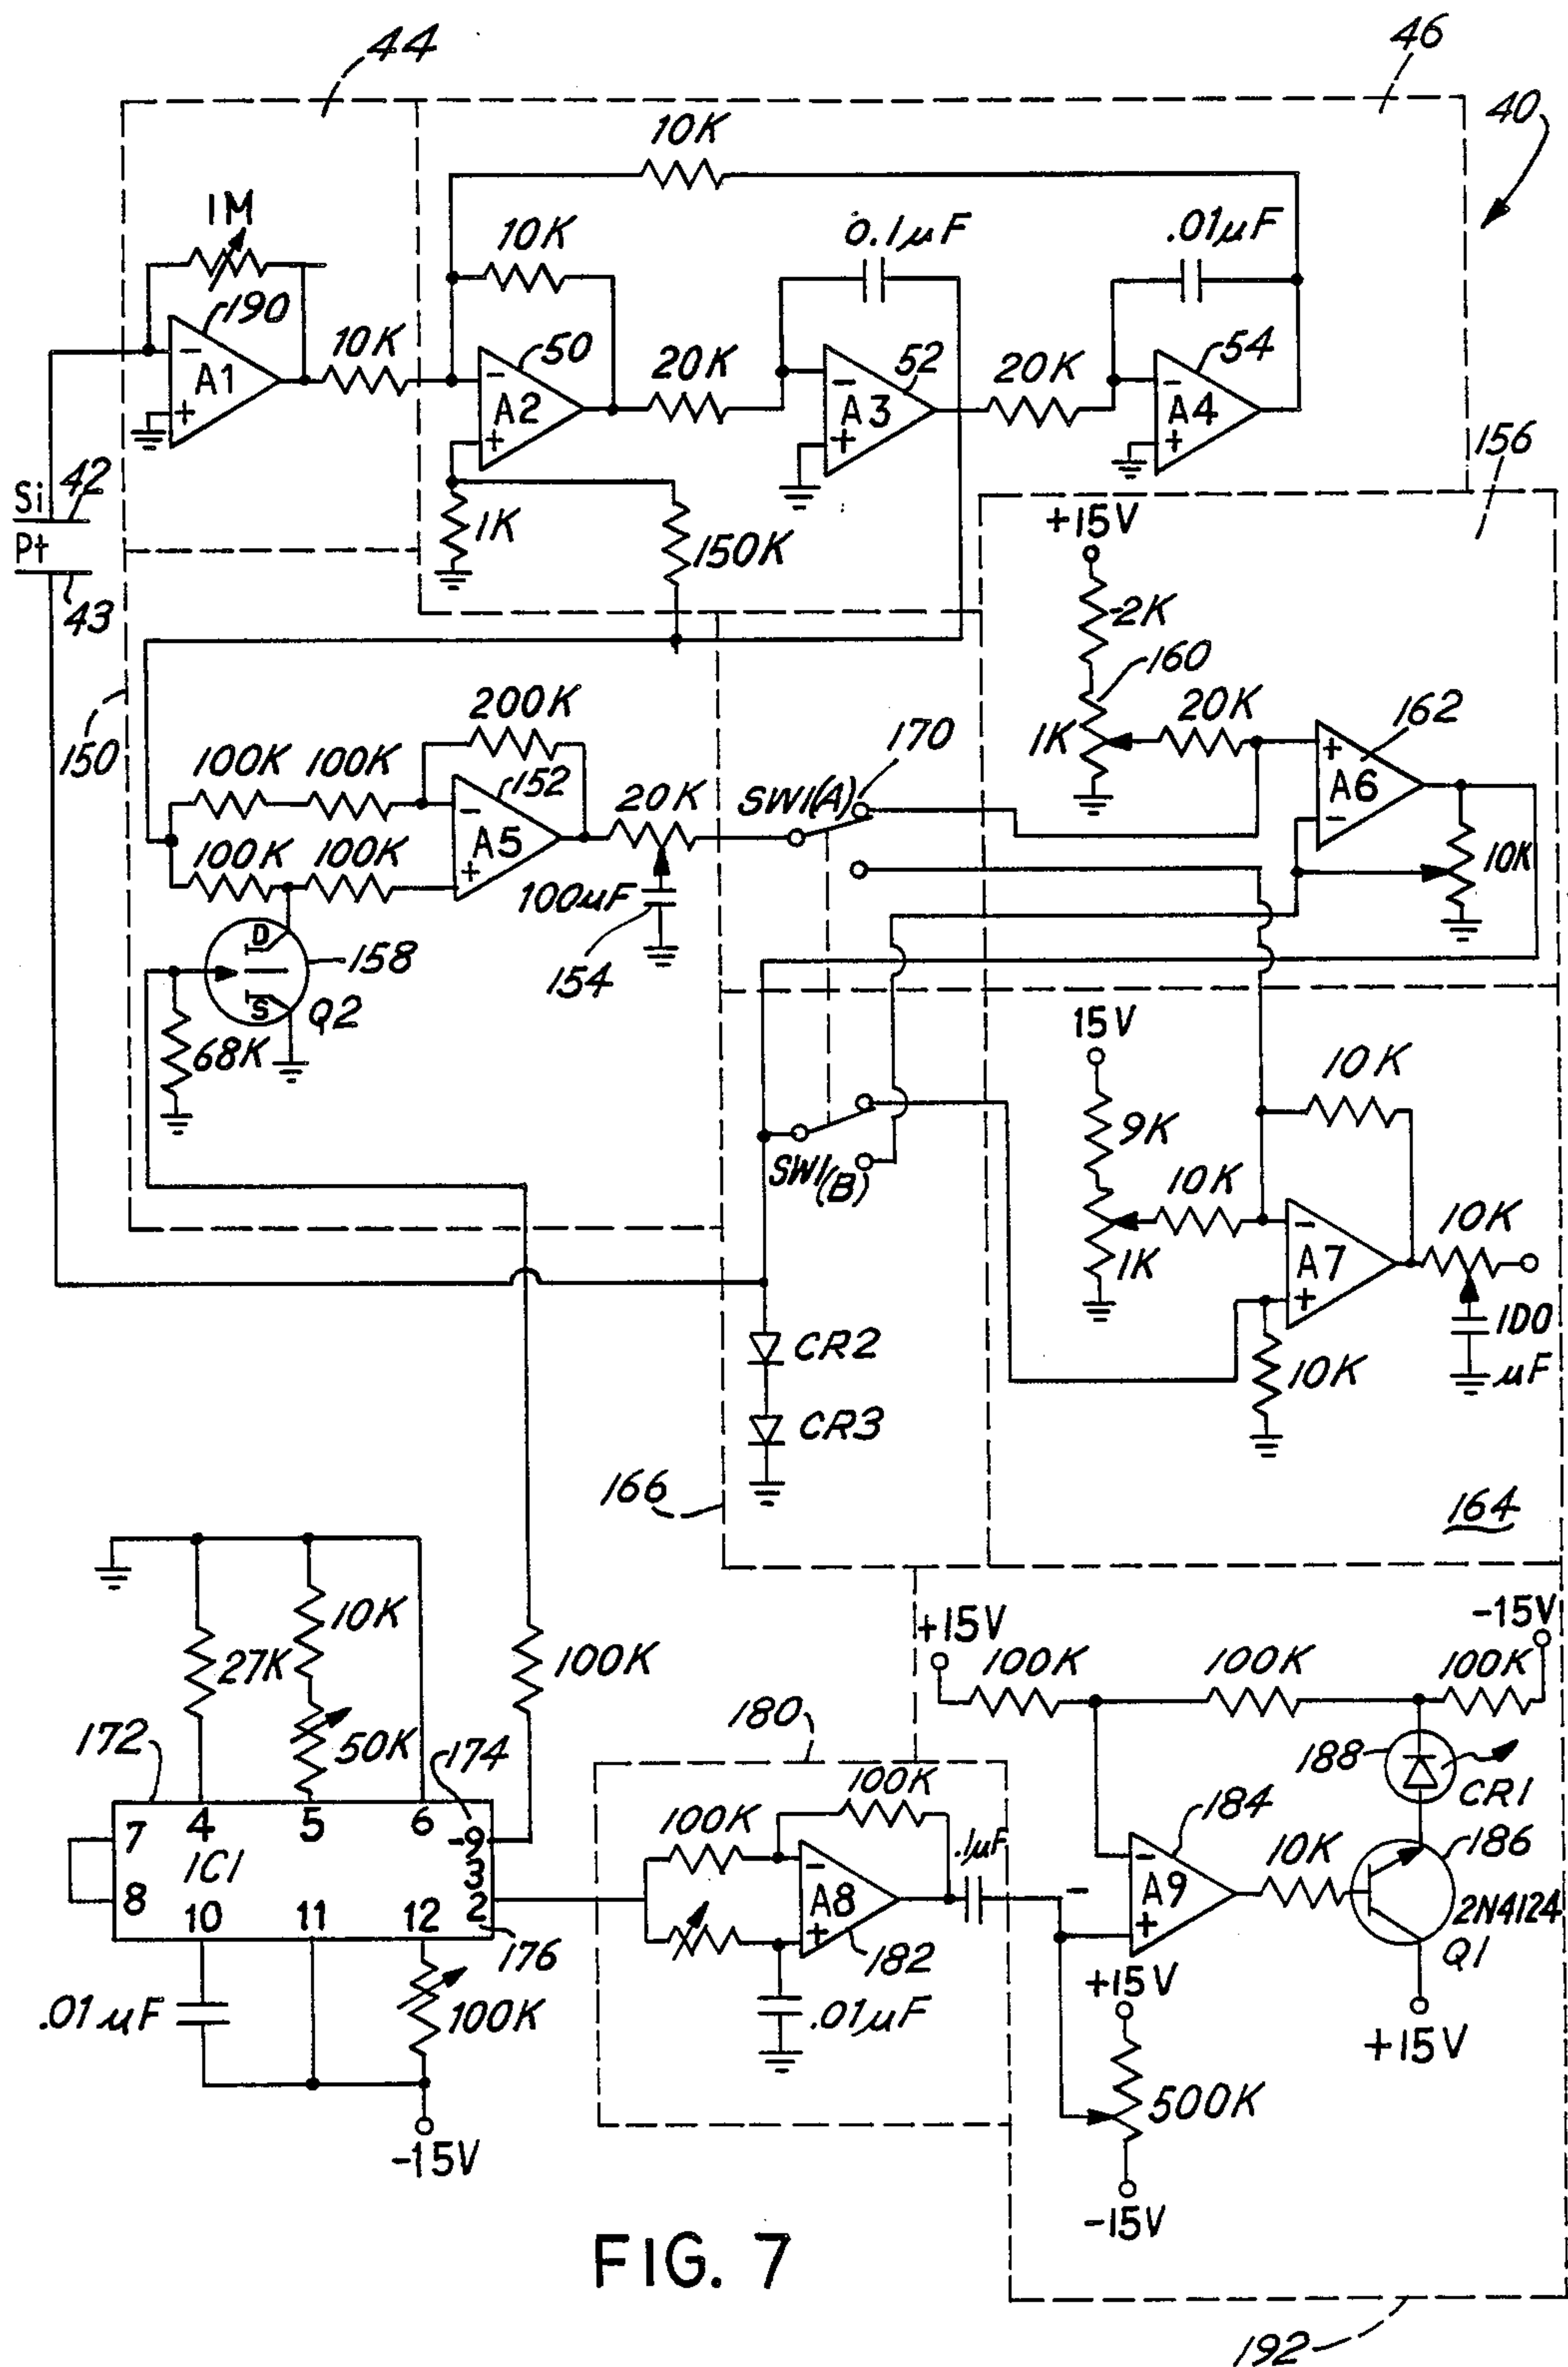 44
46
40
10K
1M
10K
0.1µF
.01µF
190
10K
50
20K
52
20K
54
A1
A2
A3
A4
-
+
-
+
-
+
-
+
156
Si
42
Pt
43
1K
150K
+15V
2K
160
1K
20K
162
+
A6
-
10K
150
200K
170
100K
100K
152
20K
SW1(A)
-
A5
+
100K
100K
100µF
154
D
158
S
Q2
68K
15V
9K
10K
10K
1K
SW1(B)
-
A7
+
10K
10K
100
µF
CR2
CR3
166
164
10K
27K
50K
100K
172
174
7
4
5
6
-9
IC1
3
8
10
11
12
2
176
.01µF
100K
-15V
180
100K
100K
.1µF
-
A8
+
182
.01µF
+15V
100K
100K
100K
-15V
188
CR1
184
186
-
-
A9
+
10K
2N4124
Q1
+15V
+15V
500K
-15V
FIG. 7
192